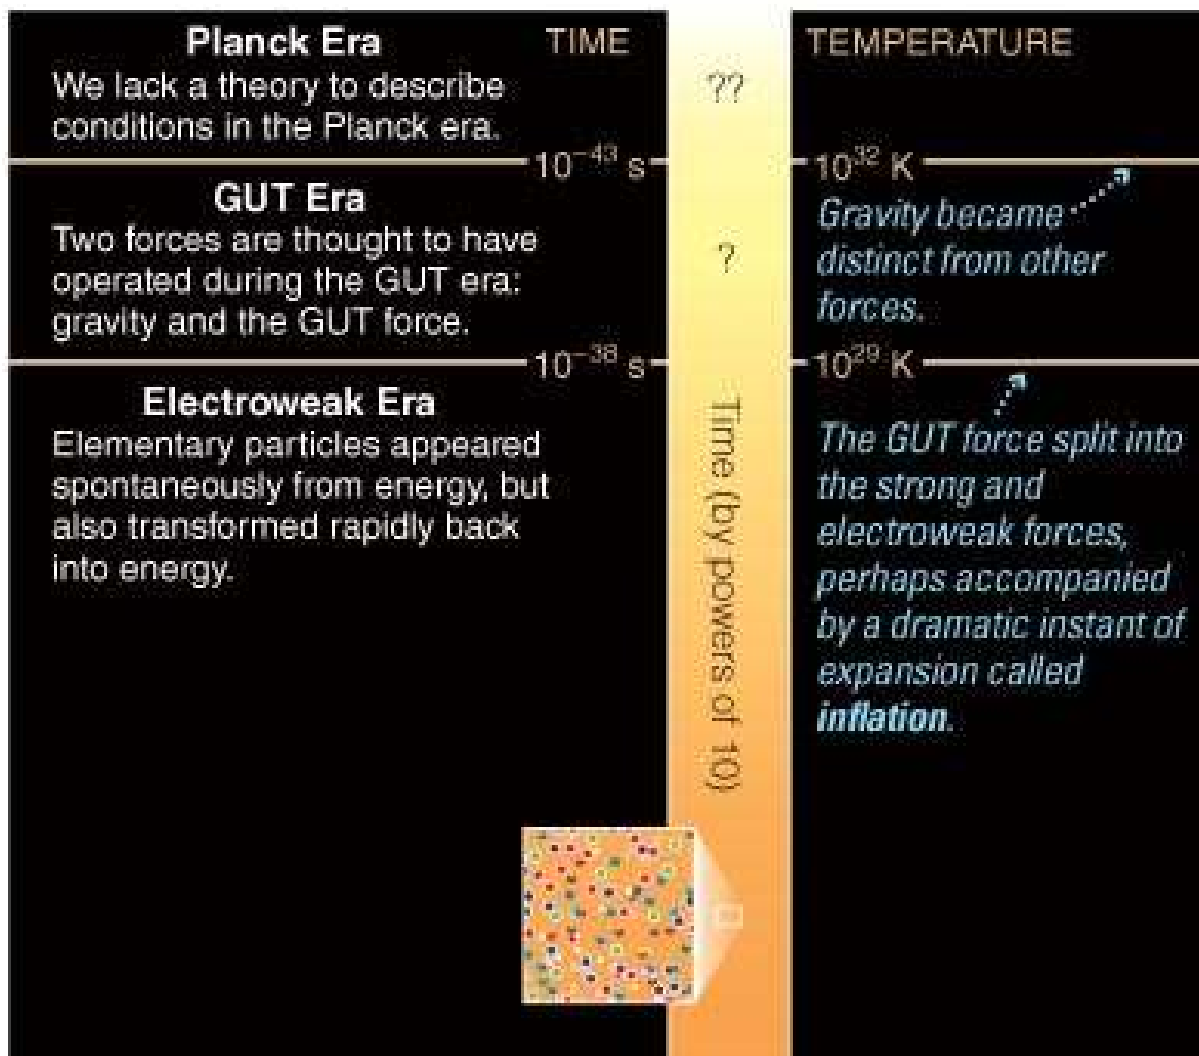 Planck Era
TIME
TEMPERATURE
We lack a theory to describe
conditions in the Planck era.
??
10⁻⁴³ s
10³² K
GUT Era
Two forces are thought to have
operated during the GUT era:
gravity and the GUT force.
?
Gravity became
distinct from other
forces.
10⁻³⁸ s
10²⁹ K
Electroweak Era
Elementary particles appeared
spontaneously from energy, but
also transformed rapidly back
into energy.
Time (by powers of 10)
The GUT force split into
the strong and
electroweak forces,
perhaps accompanied
by a dramatic instant of
expansion called
inflation.